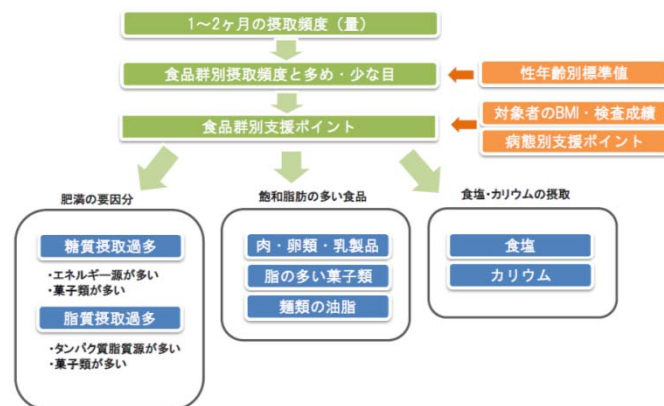 1～2ヶ月の摂取頻度（量）
食品群別摂取頻度と多め・少な目
性年齢別標準値
食品群別支援ポイント
対象者のBMI・検査成績
病態別支援ポイント
肥満の要因分
飽和脂肪の多い食品
食塩・カリウムの摂取
糖質摂取過多
・エネルギー源が多い
・菓子類が多い
脂質摂取過多
・タンパク質脂質源が多い
・菓子類が多い
肉・卵類・乳製品
脂の多い菓子類
麺類の油脂
食塩
カリウム